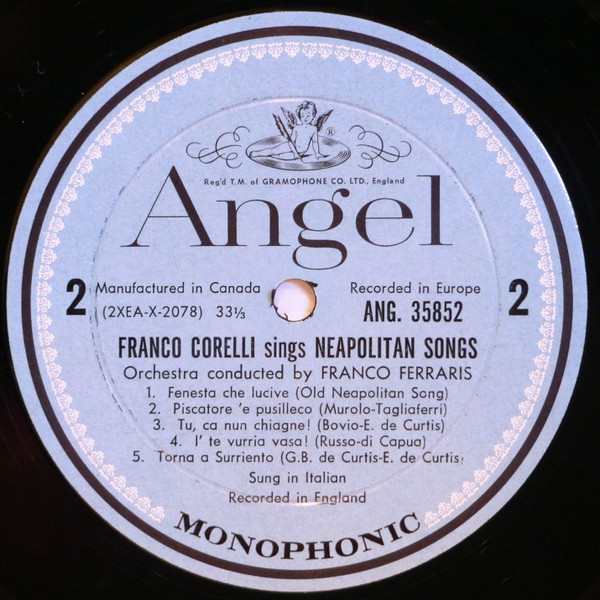 ®
Reg'd T.M. of GRAMOPHONE CO. LTD., England
Angel
2 Manufactured in Canada Recorded in Europe 2
(2XEA-X-2078) 33⅓ ANG. 35852
FRANCO CORELLI sings NEAPOLITAN SONGS
Orchestra conducted by FRANCO FERRARIS
1. Fenesta che lucive (Old Neapolitan Song)
2. Piscatore 'e pusilleco (Murolo-Tagliaferri)
3. Tu, ca nun chiagne! (Bovio-E. de Curtis)
4. I' te vurria vasa! (Russo-di Capua)
5. Torna a Surriento (G.B. de Curtis-E. de Curtis)
Sung in Italian
Recorded in England
MONOPHONIC